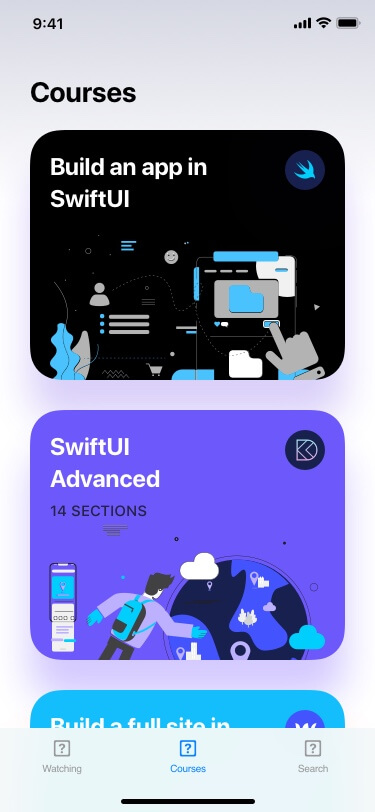 9:41
Courses
Build an app in
SwiftUI
SwiftUI
Advanced
14 SECTIONS
Build a full site in
? ? ?
Watching Courses Search